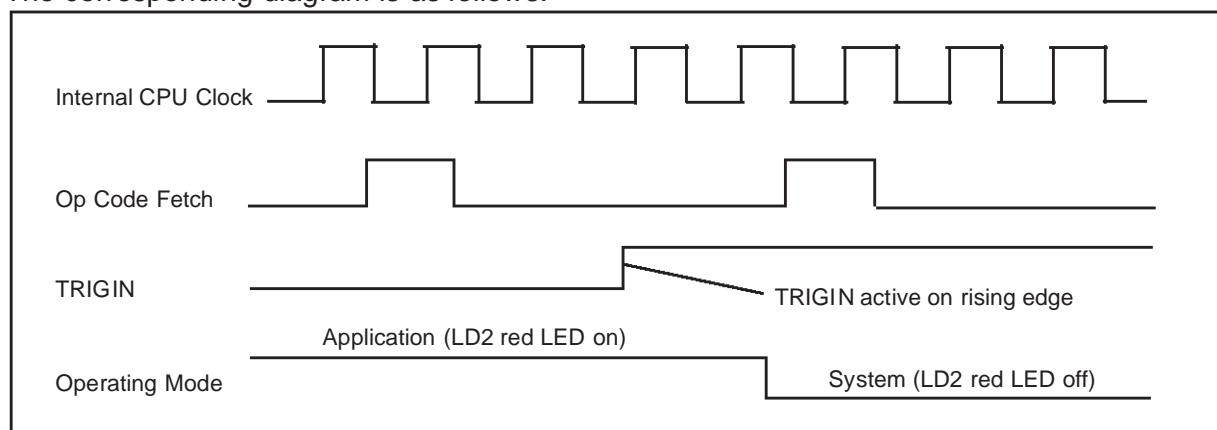 The corresponding diagram is as follows:
Internal CPU Clock
Op Code Fetch
TRIGIN
TRIGIN active on rising edge
Application (LD2 red LED on)
Operating Mode
System (LD2 red LED off)